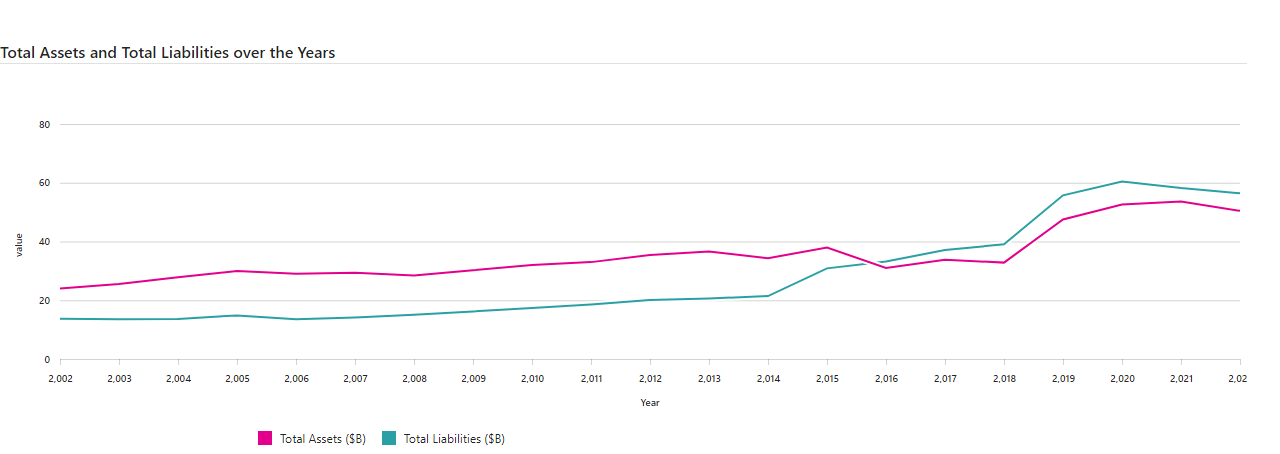 Total Assets and Total Liabilities over the Years
80
60
40
20
0
value
2,002 2,003 2,004 2,005 2,006 2,007 2,008 2,009 2,010 2,011 2,012 2,013 2,014 2,015 2,016 2,017 2,018 2,019 2,020 2,021 2,02
Year
Total Assets ($B) Total Liabilities ($B)